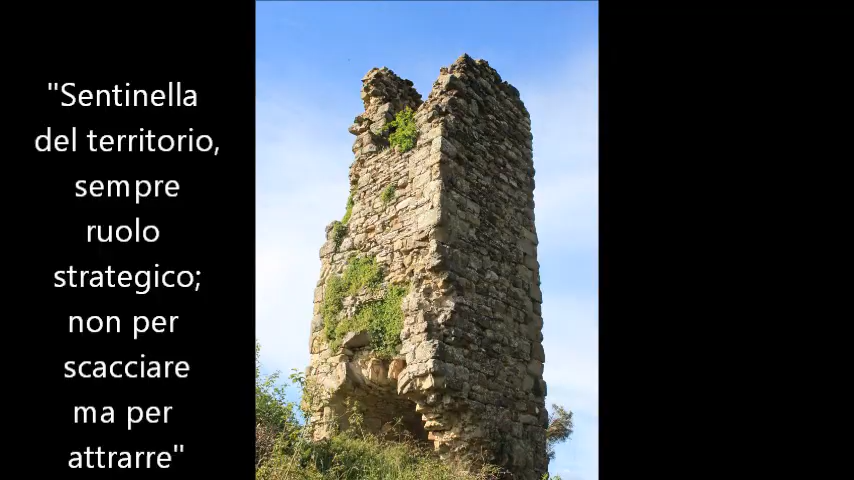 "Sentinella
del territorio,
sempre
ruolo
strategico;
non per
scacciare
ma per
attrarre"